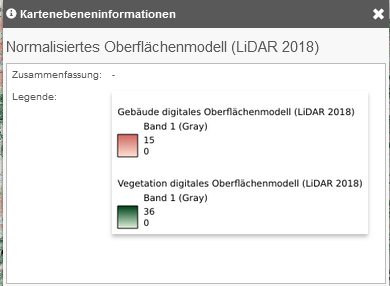 Kartenebeneninformationen
Normalisiertes Oberflächenmodell (LiDAR 2018)
Zusammenfassung: -
Legende:
Gebäude digitales Oberflächenmodell (LiDAR 2018)
Band 1 (Gray)
15
0
Vegetation digitales Oberflächenmodell (LiDAR 2018)
Band 1 (Gray)
36
0